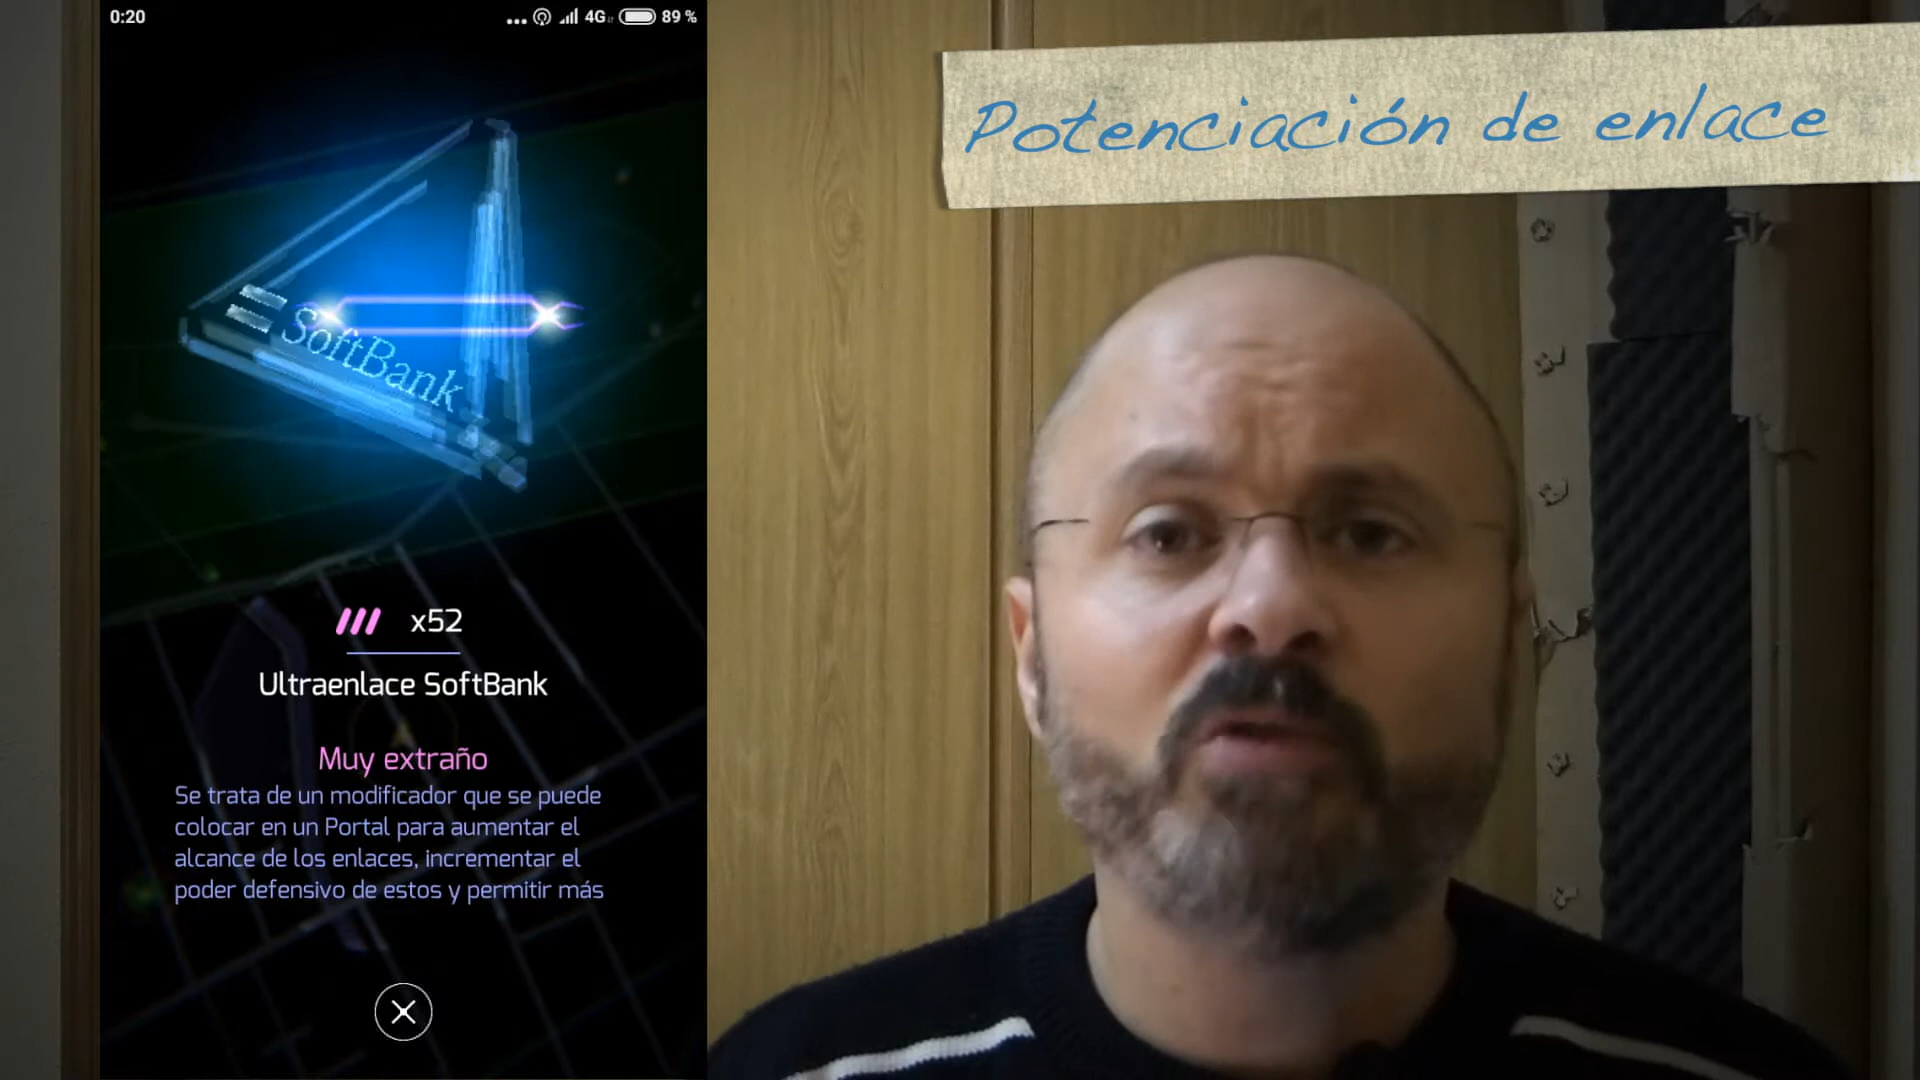 0:20
4G
89 %
Potenciación de enlace
SoftBank
x52
Ultraenlace SoftBank
Muy extraño
Se trata de un modificador que se puede
colocar en un Portal para aumentar el
alcance de los enlaces, incrementar el
poder defensivo de estos y permitir más